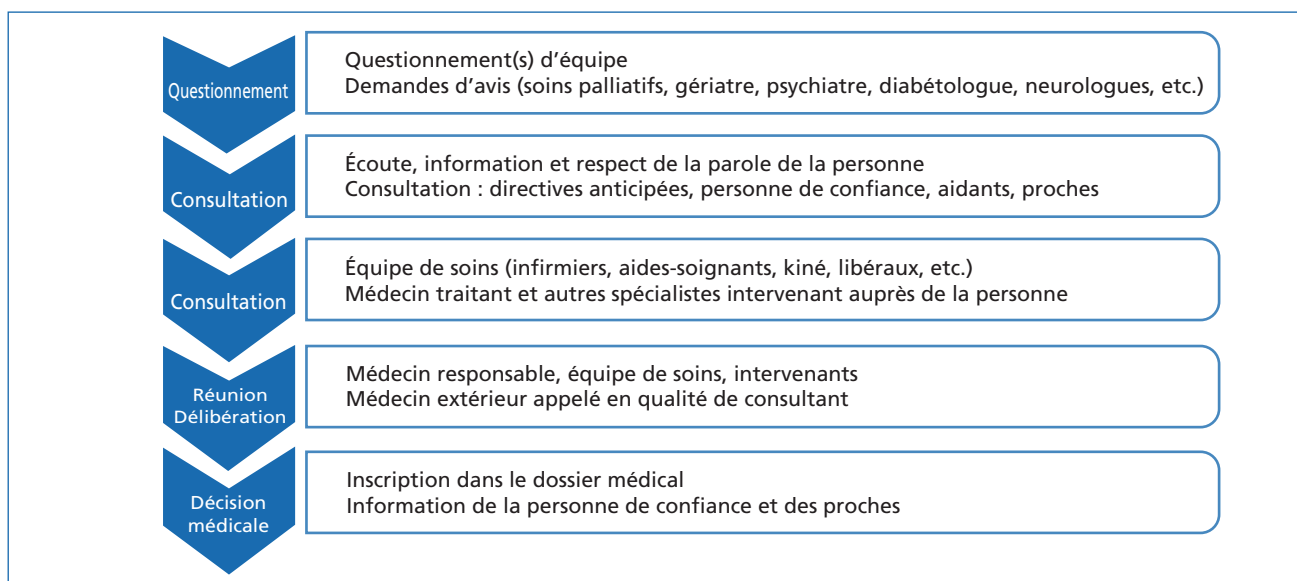 Questionnement
Questionnement(s) d’équipe
Demandes d’avis (soins palliatifs, gériatre, psychiatre, diabétologue, neurologues, etc.)
Consultation
Écoute, information et respect de la parole de la personne
Consultation : directives anticipées, personne de confiance, aidants, proches
Consultation
Équipe de soins (infirmiers, aides-soignants, kiné, libéraux, etc.)
Médecin traitant et autres spécialistes intervenant auprès de la personne
Réunion
Délibération
Médecin responsable, équipe de soins, intervenants
Médecin extérieur appelé en qualité de consultant
Décision
médicale
Inscription dans le dossier médical
Information de la personne de confiance et des proches